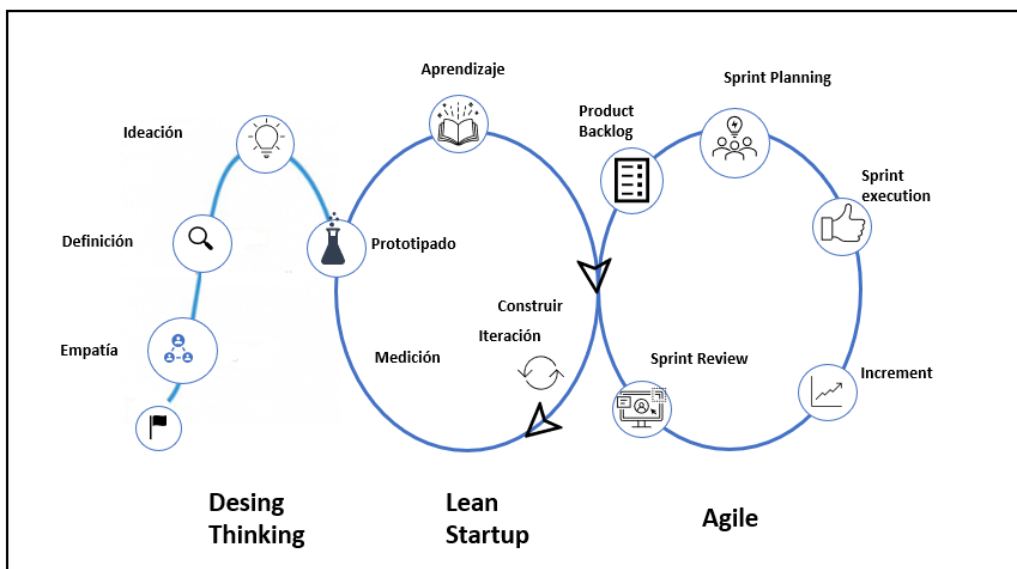 Ideación
Definición
Empatía
Prototipado
Aprendizaje
Medición
Construir
Iteración
Product
Backlog
Sprint Planning
Sprint
execution
Increment
Sprint Review
Desing
Thinking
Lean
Startup
Agile